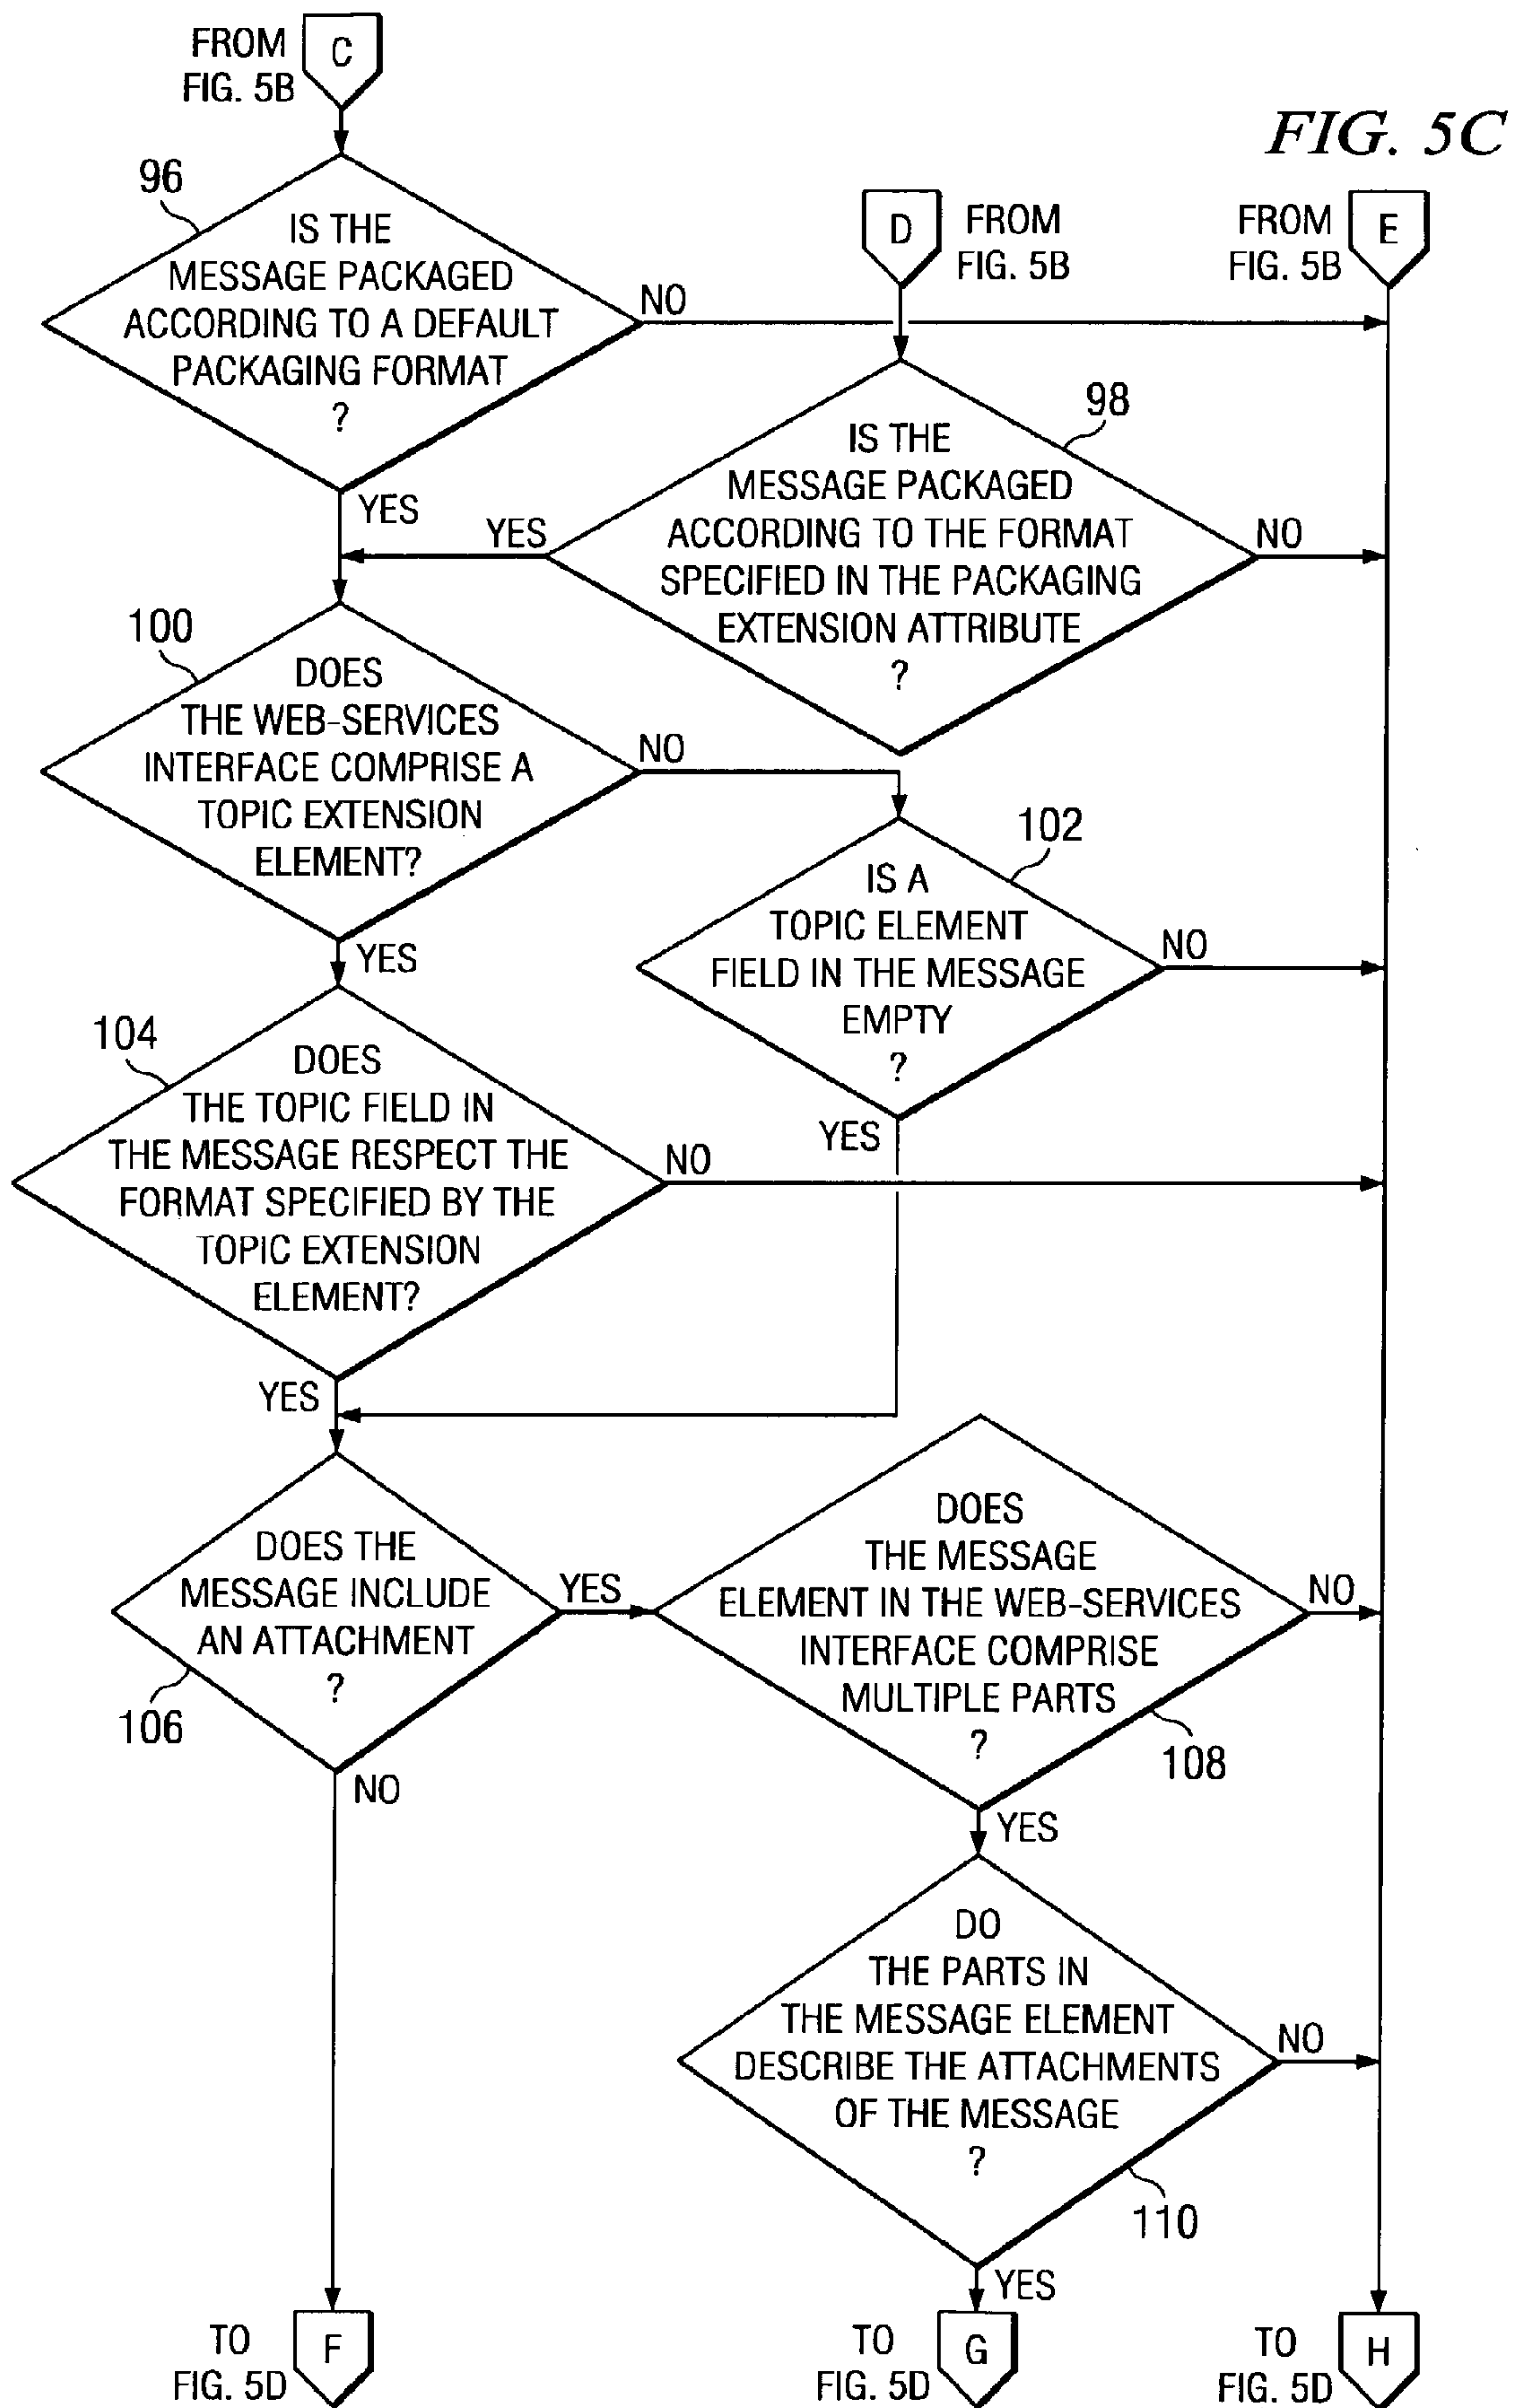 FROM
FIG. 5B
C
FIG. 5C
96
IS THE
MESSAGE PACKAGED
ACCORDING TO A DEFAULT
PACKAGING FORMAT
?
NO
YES
D
FROM
FIG. 5B
FROM
FIG. 5B
E
98
IS THE
MESSAGE PACKAGED
ACCORDING TO THE FORMAT
SPECIFIED IN THE PACKAGING
EXTENSION ATTRIBUTE
?
YES
NO
100
DOES
THE WEB-SERVICES
INTERFACE COMPRISE A
TOPIC EXTENSION
ELEMENT?
NO
YES
102
IS A
TOPIC ELEMENT
FIELD IN THE MESSAGE
EMPTY
?
NO
YES
104
DOES
THE TOPIC FIELD IN
THE MESSAGE RESPECT THE
FORMAT SPECIFIED BY THE
TOPIC EXTENSION
ELEMENT?
NO
YES
DOES THE
MESSAGE INCLUDE
AN ATTACHMENT
?
106
YES
NO
DOES
THE MESSAGE
ELEMENT IN THE WEB-SERVICES
INTERFACE COMPRISE
MULTIPLE PARTS
?
108
NO
YES
DO
THE PARTS IN
THE MESSAGE ELEMENT
DESCRIBE THE ATTACHMENTS
OF THE MESSAGE
?
110
NO
YES
TO
FIG. 5D
F
TO
FIG. 5D
G
TO
FIG. 5D
H